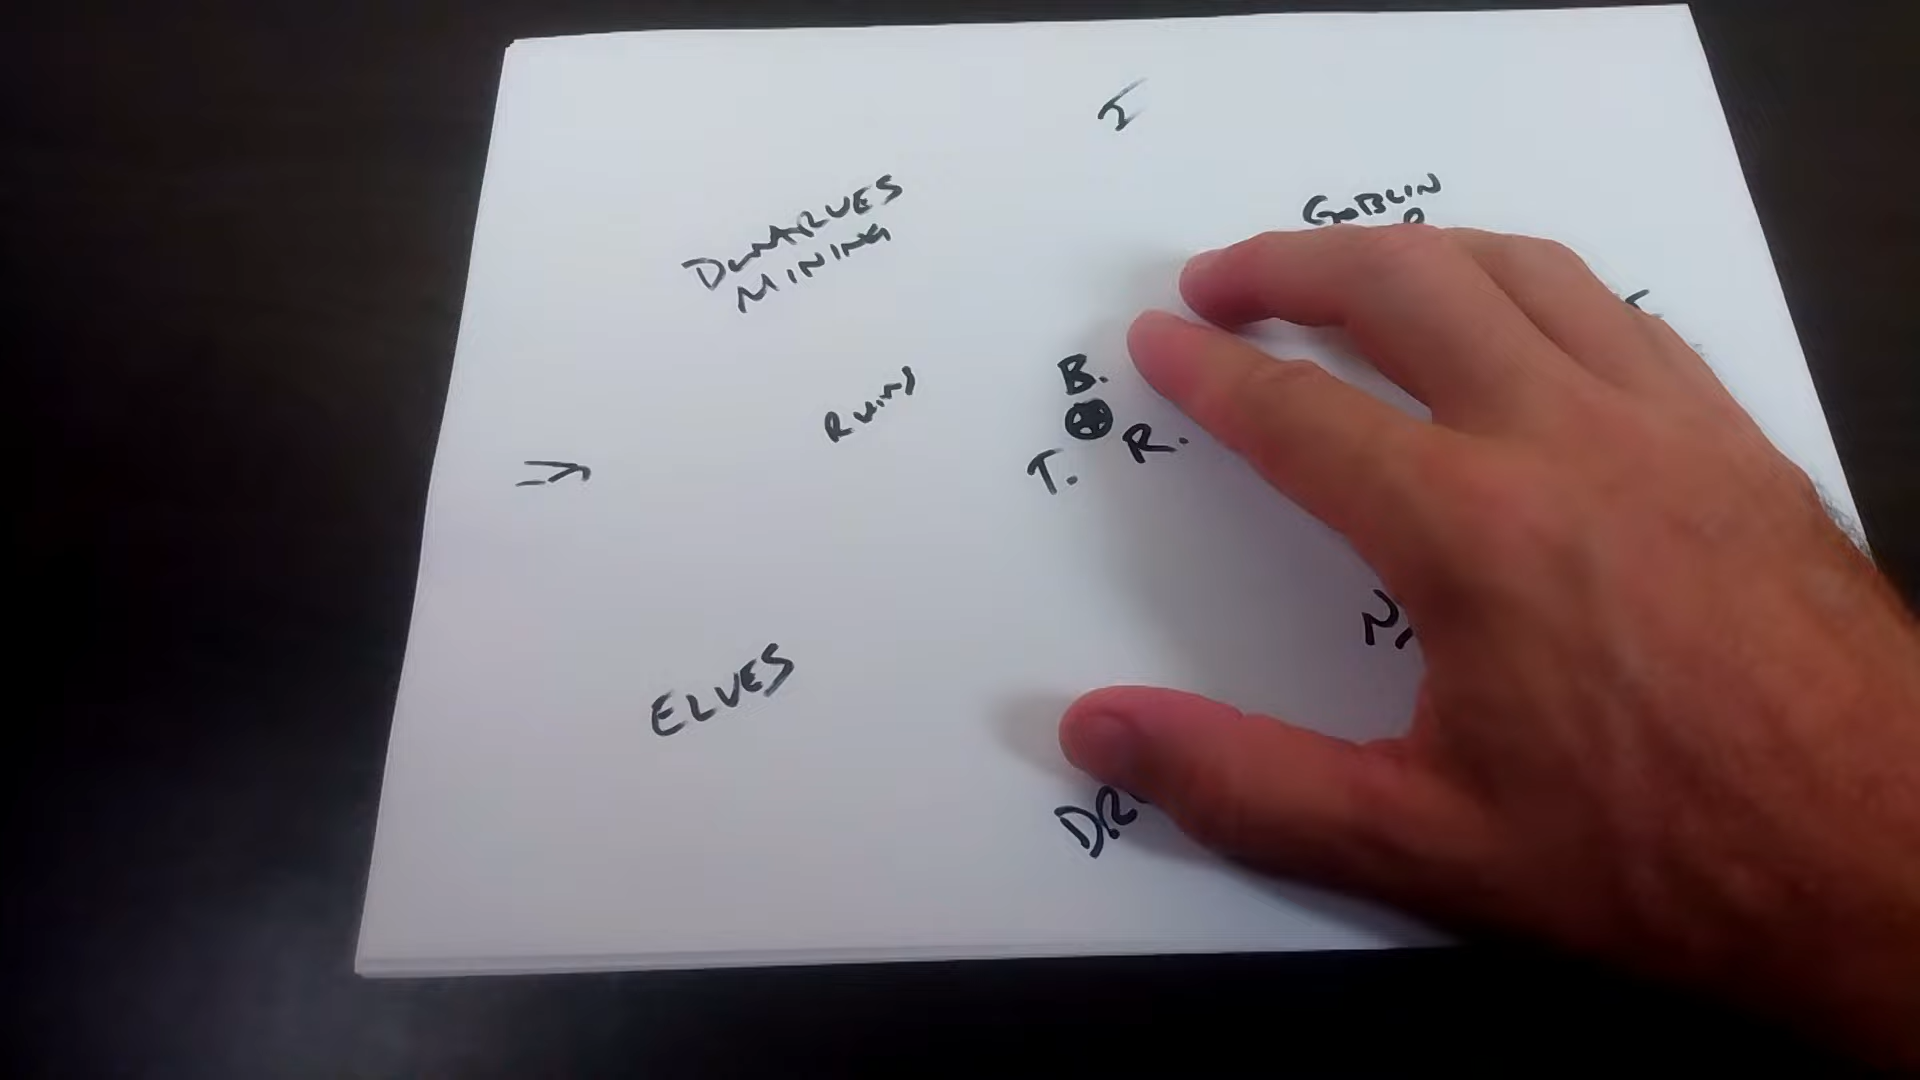 I
GOBLIN
DWARVES
MINING
RUINS
B.
T. R.
ELVES